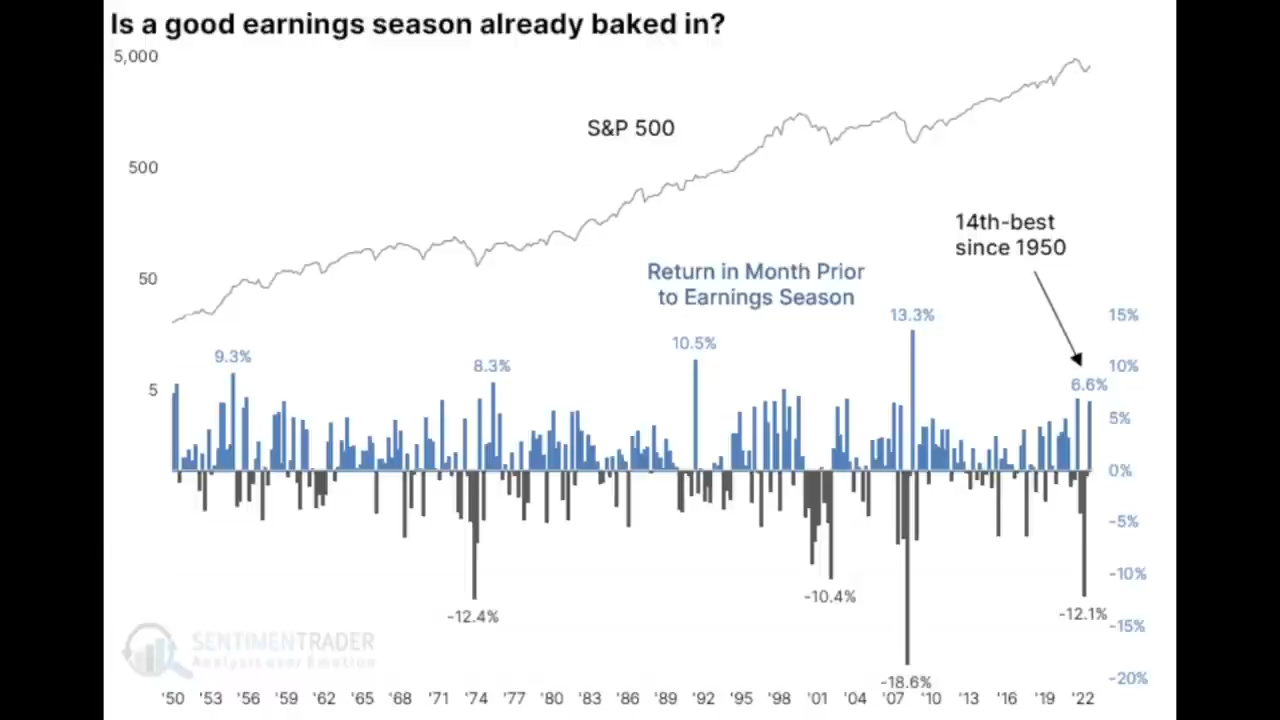 Is a good earnings season already baked in?
5,000
S&P 500
500
14th-best
since 1950
50
Return in Month Prior
to Earnings Season
13.3%
15%
10.5%
9.3%
8.3%
10%
6.6%
5
5%
0%
-5%
-10%
-10.4%
-12.4%
-12.1%
-15%
SENTIMENTRADER
Analysis over Emotion
-18.6%
-20%
'50 '53 '56 '59 '62 '65 '68 '71 '74 '77 '80 '83 '86 '89 '92 '95 '98 '01 '04 '07 '10 '13 '16 '19 '22